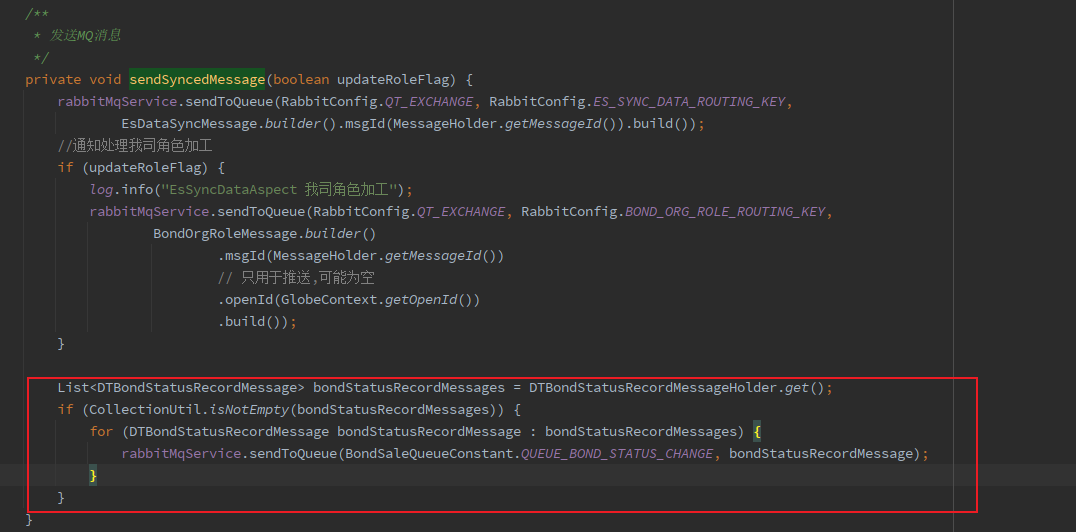 /**
* 发送MQ消息
*/
private void sendSyncedMessage(boolean updateRoleFlag) {
rabbitMqService.sendToQueue(RabbitConfig.QT_EXCHANGE, RabbitConfig.ES_SYNC_DATA_ROUTING_KEY,
EsDataSyncMessage.builder().msgId(MessageHolder.getMessageId()).build());
//通知处理我司角色加工
if (updateRoleFlag) {
log.info("EsSyncDataAspect 我司角色加工");
rabbitMqService.sendToQueue(RabbitConfig.QT_EXCHANGE, RabbitConfig.BOND_ORG_ROLE_ROUTING_KEY,
BondOrgRoleMessage.builder()
.msgId(MessageHolder.getMessageId())
// 只用于推送,可能为空
.openId(GlobeContext.getOpenId())
.build());
}
List<DTBondStatusRecordMessage> bondStatusRecordMessages = DTBondStatusRecordMessageHolder.get();
if (CollectionUtil.isNotEmpty(bondStatusRecordMessages)) {
for (DTBondStatusRecordMessage bondStatusRecordMessage : bondStatusRecordMessages) {
rabbitMqService.sendToQueue(BondSaleQueueConstant.QUEUE_BOND_STATUS_CHANGE, bondStatusRecordMessage);
}
}
}